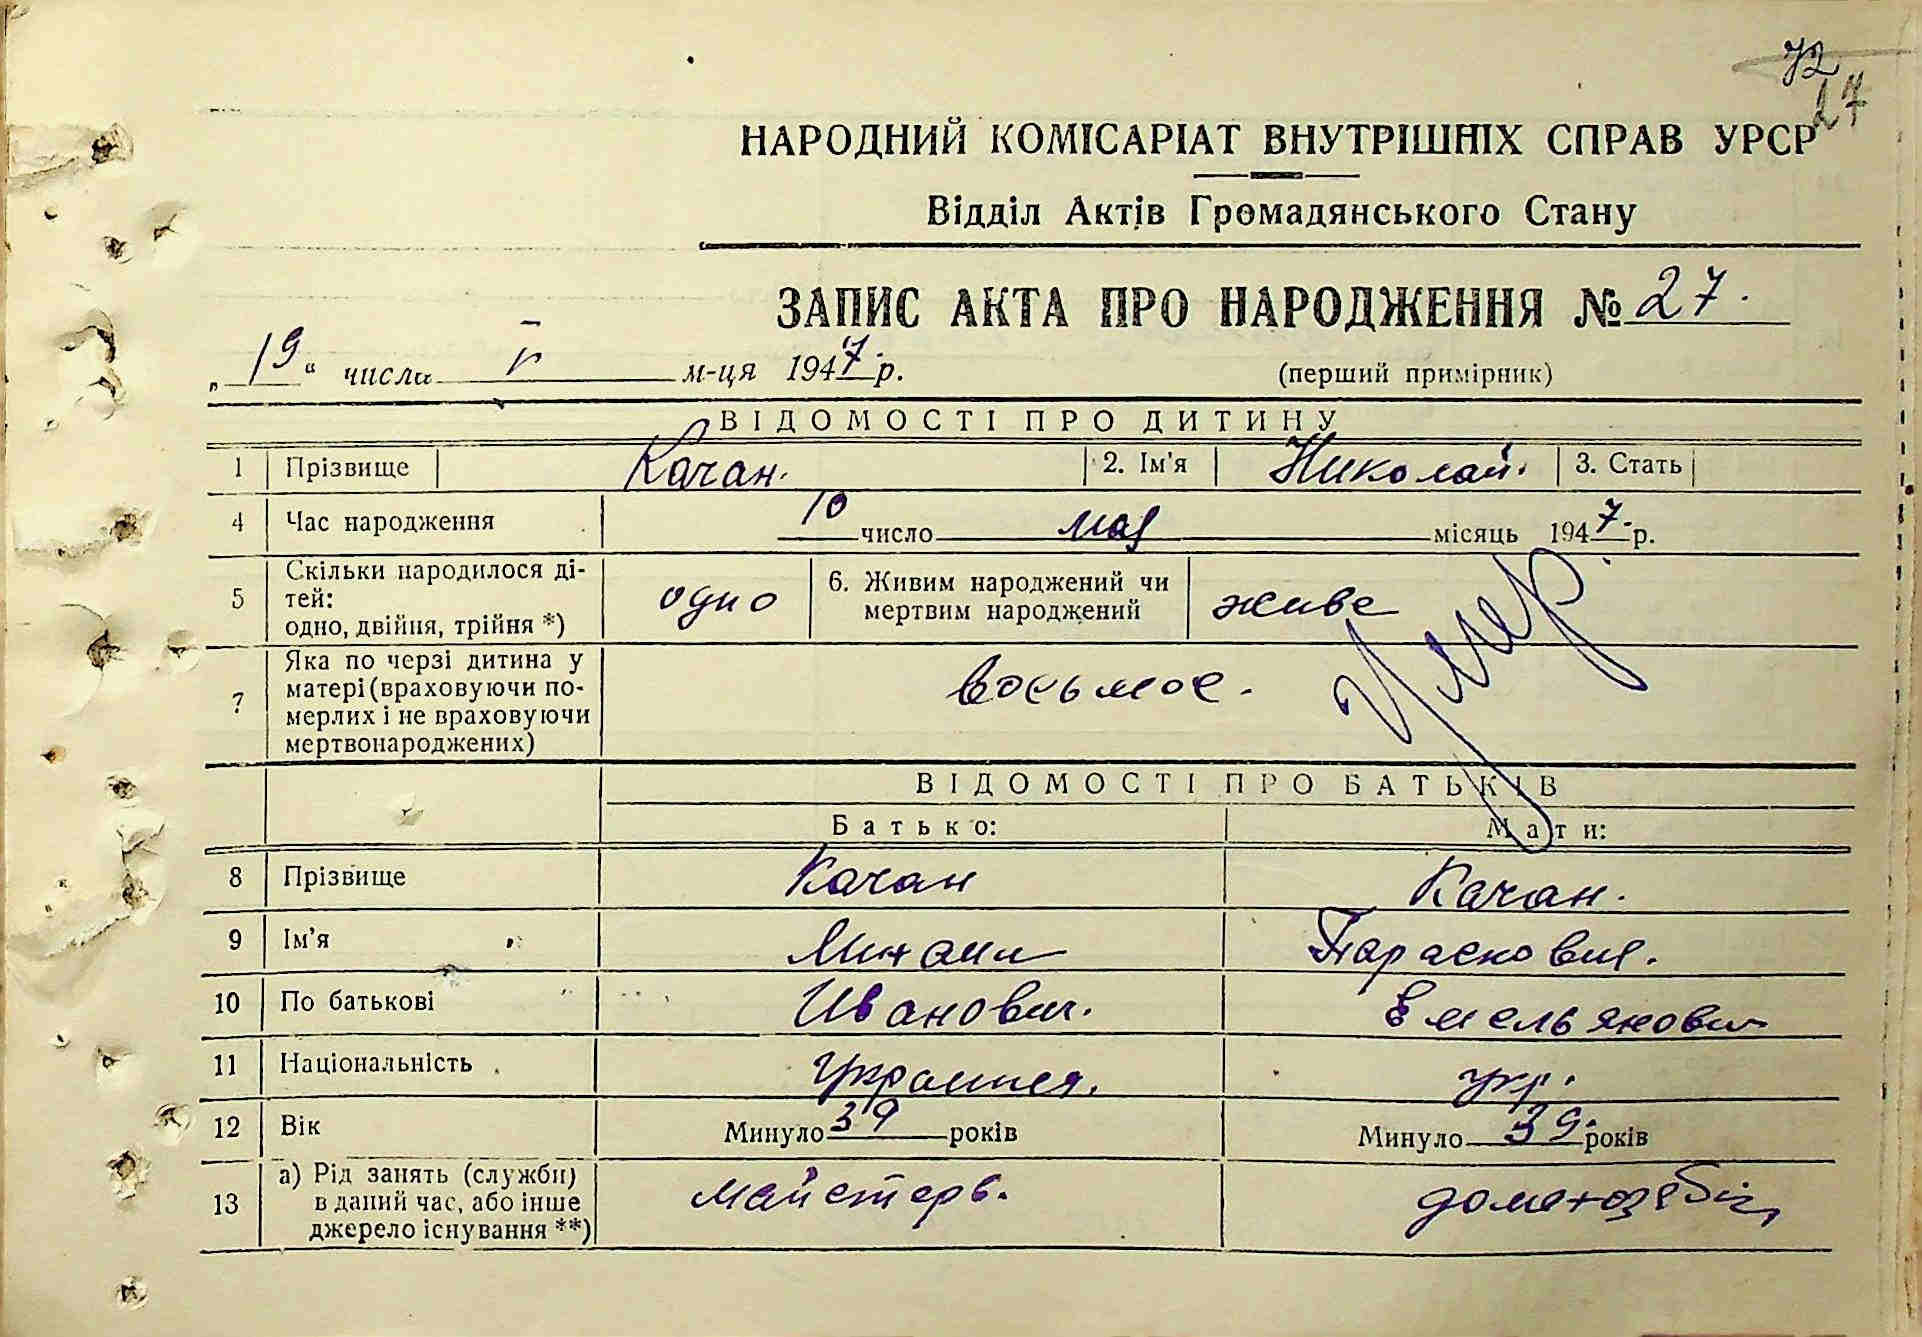 72
27
НАРОДНИЙ КОМІСАРІАТ ВНУТРІШНІХ СПРАВ УРСР
Відділ Актів Громадянського Стану
ЗАПИС АКТА ПРО НАРОДЖЕННЯ № 27.
„19“ числа V м-ця 1947 р.
(перший примірник)
ВІДОМОСТІ ПРО ДИТИНУ
1 Прізвище Качан. 2. Ім'я Николай. 3. Стать
4 Час народження 10 число мая місяць 1947 р.
5 Скільки народилося ді-
тей:
одно, двійня, трійня *) одно 6. Живим народжений чи
мертвим народжений живе
Умер.
7 Яка по черзі дитина у
матері (враховуючи по-
мерлих і не враховуючи
мертвонароджених) восьмое.
ВІДОМОСТІ ПРО БАТЬКІВ
Батько: Мати:
8 Прізвище Качан Качан.
9 Ім'я Михаил Парасковия.
10 По батькові Иванович. Емельянович
11 Національність укр.
12 Вік Минуло 39 років Минуло 39 років
13 а) Рід занять (служби)
в даний час, або інше
джерело існування **)